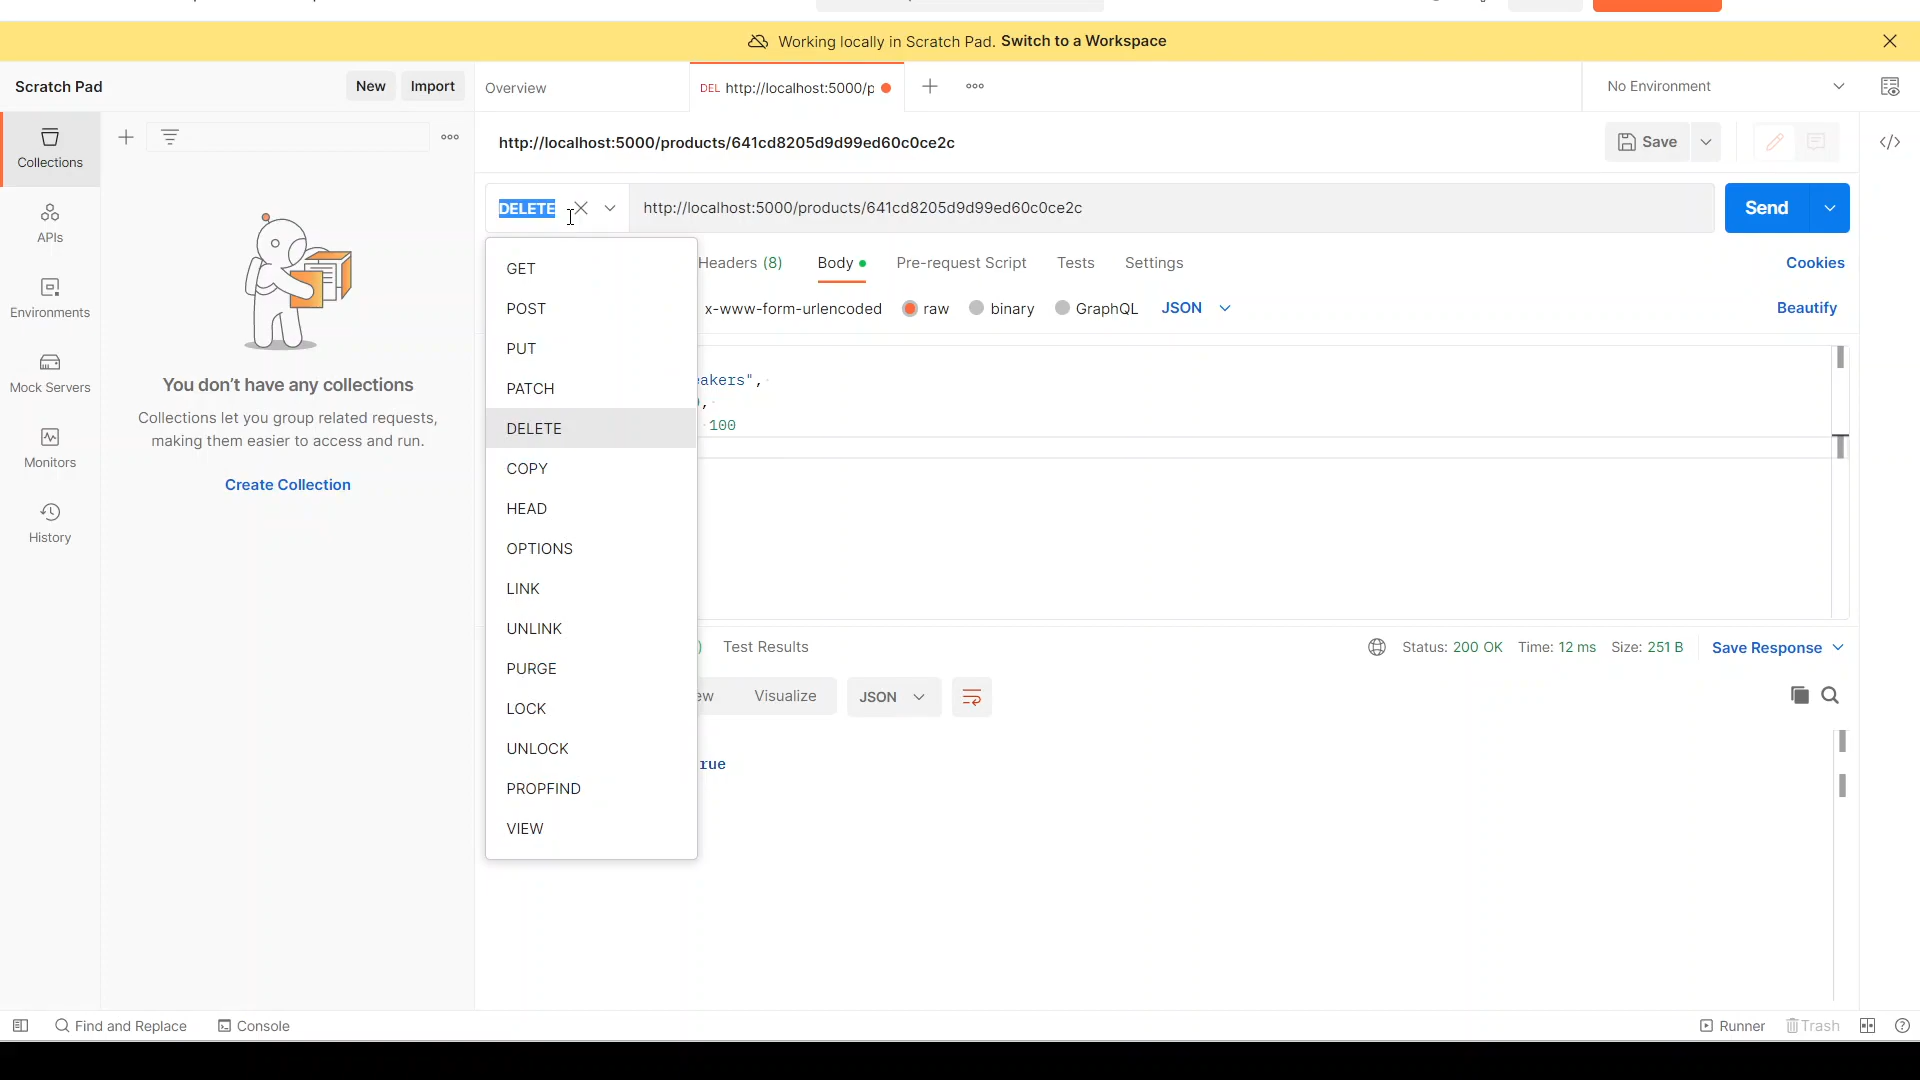 Working locally in Scratch Pad. Switch to a Workspace
Scratch Pad
New
Import
Overview
DEL http://localhost:5000/p
No Environment
Collections
http://localhost:5000/products/641cd8205d9d99ed60c0ce2c
Save
DELETE
http://localhost:5000/products/641cd8205d9d99ed60c0ce2c
Send
APIs
Environments
Mock Servers
Monitors
History
You don't have any collections
Collections let you group related requests,
making them easier to access and run.
Create Collection
GET
POST
PUT
PATCH
DELETE
COPY
HEAD
OPTIONS
LINK
UNLINK
PURGE
LOCK
UNLOCK
PROPFIND
VIEW
Headers (8)
Body
Pre-request Script
Tests
Settings
Cookies
x-www-form-urlencoded
raw
binary
GraphQL
JSON
Beautify
akers",
,
100
)
Test Results
Status: 200 OK Time: 12 ms Size: 251 B
Save Response
ew
Visualize
JSON
rue
Find and Replace
Console
Runner
Trash